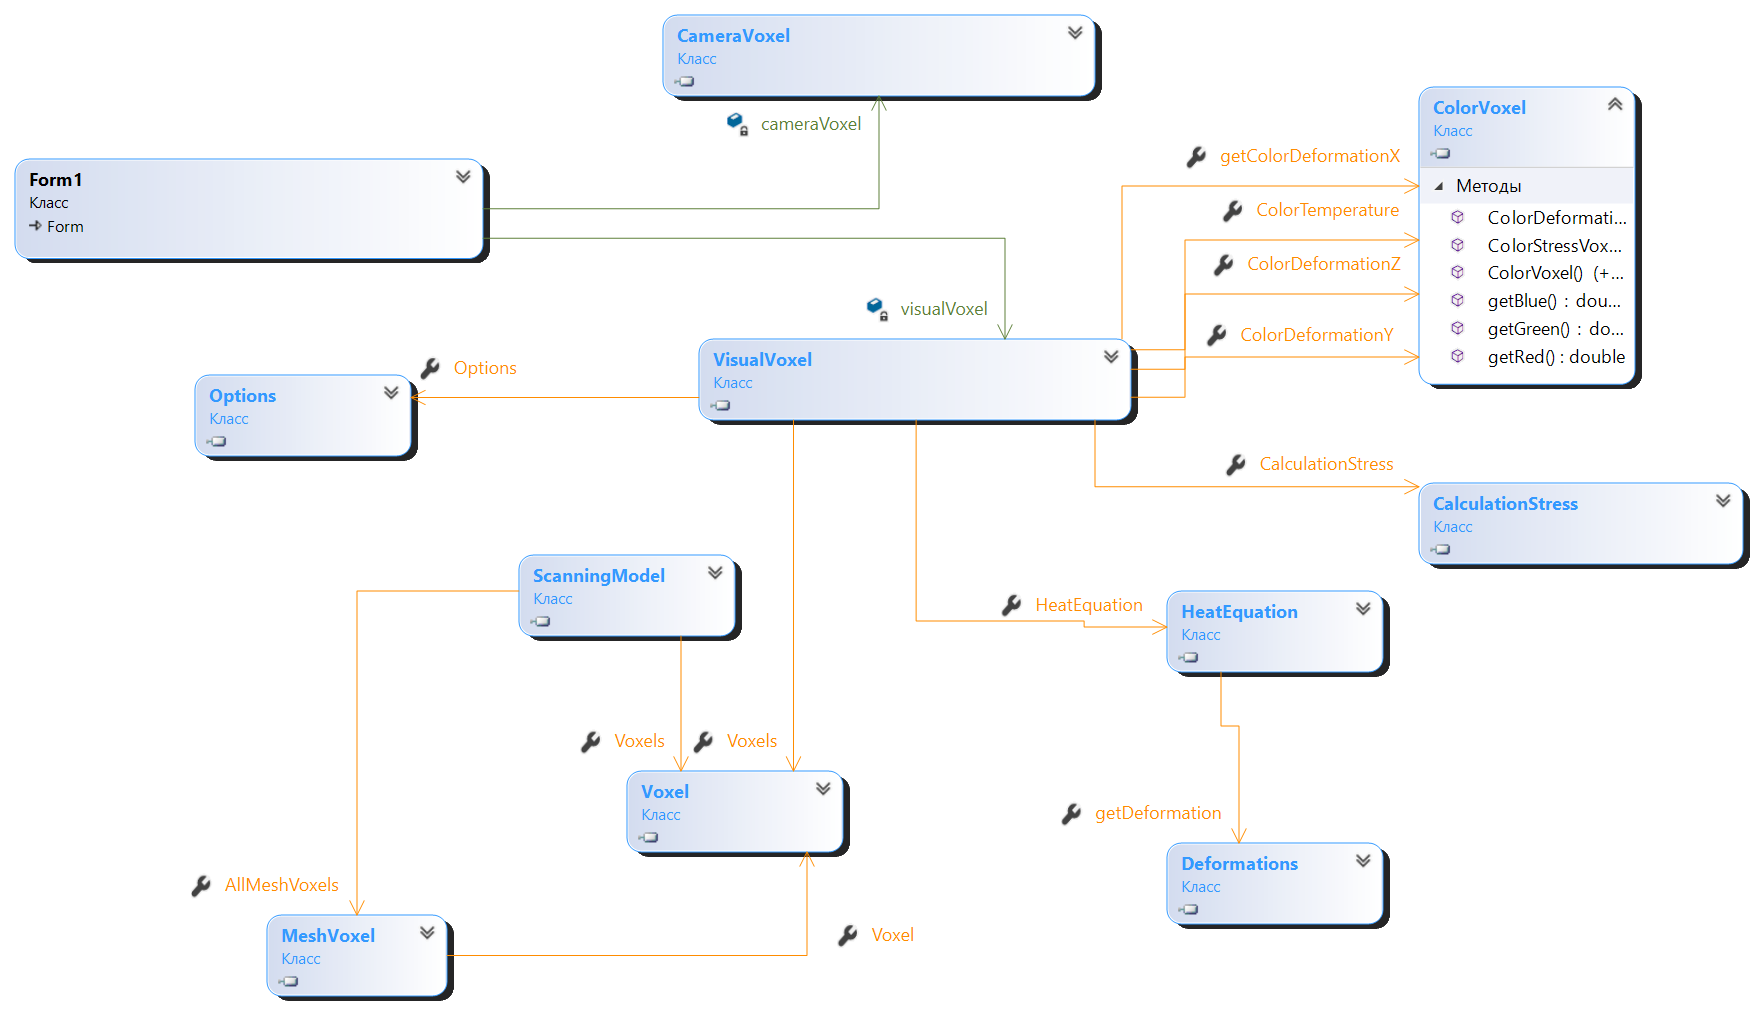 CameraVoxel
Класс
cameraVoxel
ColorVoxel
Класс
Методы
ColorDeformati...
ColorStressVox...
ColorVoxel() (+...
getBlue() : dou...
getGreen() : do...
getRed() : double
getColorDeformationX
ColorTemperature
ColorDeformationZ
ColorDeformationY
Form1
Класс
Form
visualVoxel
VisualVoxel
Класс
Options
Options
Класс
CalculationStress
CalculationStress
Класс
ScanningModel
Класс
HeatEquation
HeatEquation
Класс
Voxels
Voxels
Voxel
Класс
getDeformation
Deformations
Класс
AllMeshVoxels
MeshVoxel
Класс
Voxel